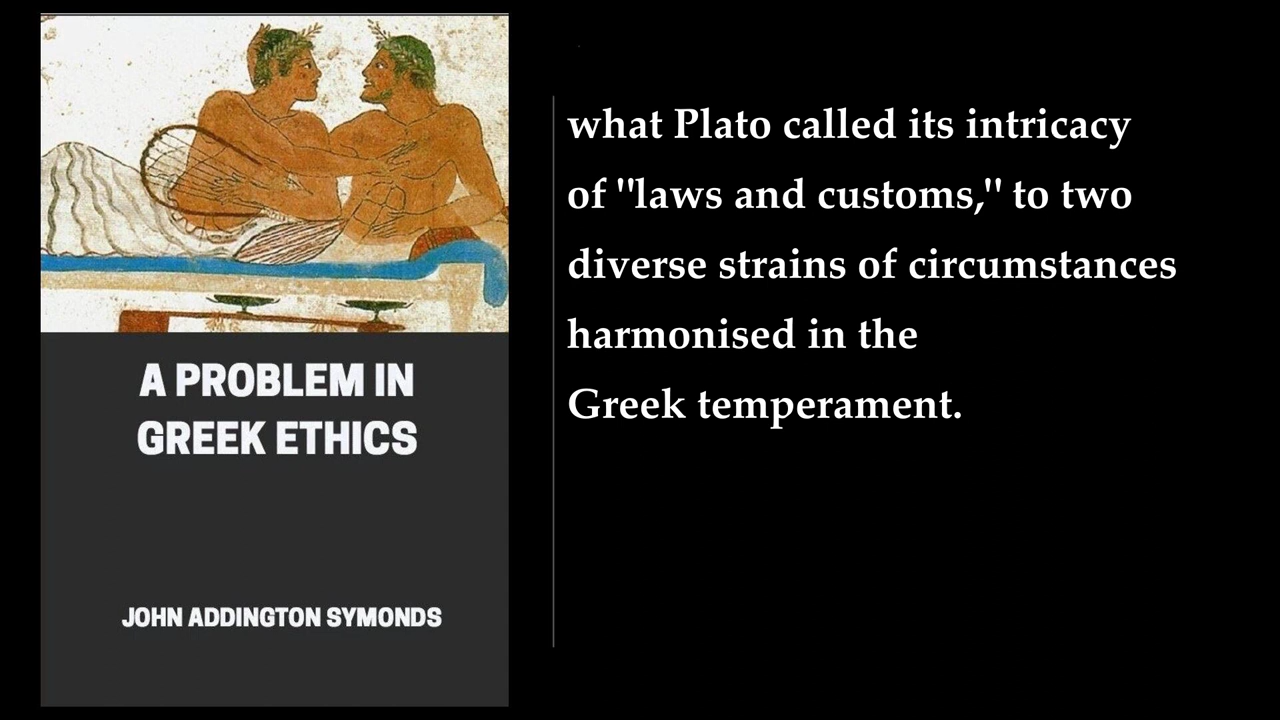 A PROBLEM IN
GREEK ETHICS
JOHN ADDINGTON SYMONDS
what Plato called its intricacy
of "laws and customs," to two
diverse strains of circumstances
harmonised in the
Greek temperament.